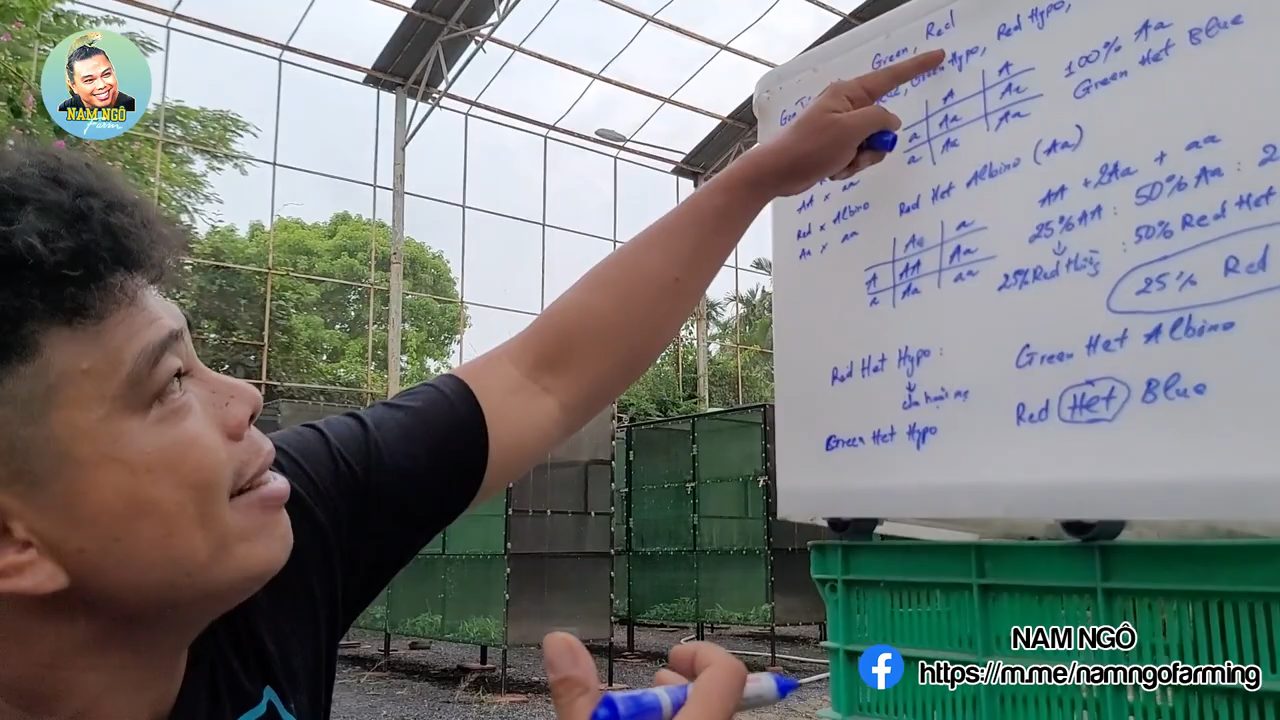 NAM NGÔ
Farm
Green, Red
Green Hypo, Red Hypo,
A A
a Aa Aa
a Aa Aa
100% Aa
Green Het Blue
AA x aa
Red x Albino
Aa x aa
Red Het Albino (Aa)
Aa aa
A AA Aa
a Aa aa
AA + 2Aa + aa
25% AA : 50% Aa : 2
25% Red : 50% Red Het
25% Red
Red Het Hypo :
Green Het Hypo
Green Het Albino
Red Het Blue
NAM NGÔ
https://m.me/namngofarming